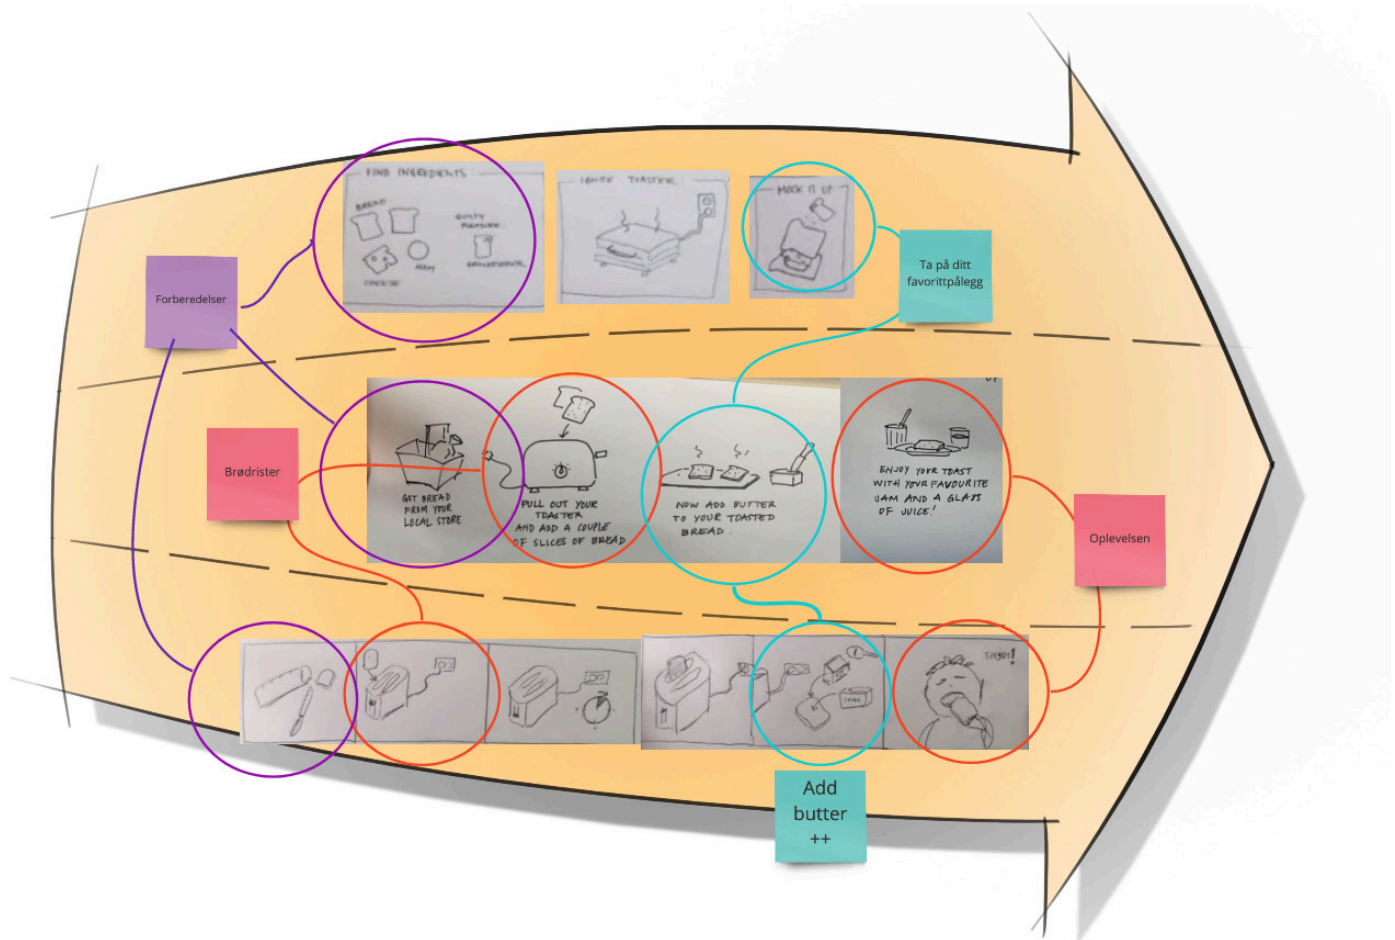 FIND INGREDIENTS
BREAD
GUILTY
PLEASURE
HAM
CHEESE
IGNITE TOASTER
MOCK IT UP
Ta på ditt
favorittpålegg
Forberedelser
Brødrister
GET BREAD
FROM YOUR
LOCAL STORE
PULL OUT YOUR
TOASTER
AND ADD A COUPLE
OF SLICES OF BREAD
NOW ADD BUTTER
TO YOUR TOASTED
BREAD.
ENJOY YOUR TOAST
WITH YOUR FAVOURITE
JAM AND A GLASS
OF JUICE!
Oplevelsen
ENJOY!
Add
butter
++